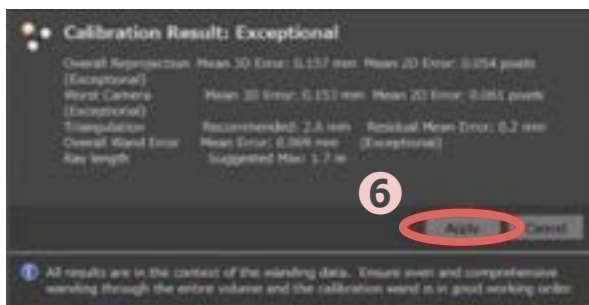 Calibration Result: Exceptional
Overall Reprojection Mean 3D Error: 0.157 mm Mean 2D Error: 0.054 pixels
(Exceptional)
Worst Camera Mean 3D Error: 0.153 mm Mean 2D Error: 0.061 pixels
(Exceptional)
Triangulation Recommended: 2.6 mm Residual Mean Error: 0.2 mm
Overall Wand Error Mean Error: 0.069 mm (Exceptional)
Ray length Suggested Max: 1.7 m
6
Apply Cancel
All results are in the context of the wanding data. Ensure even and comprehensive
wanding through the entire volume and the calibration wand is in good working order